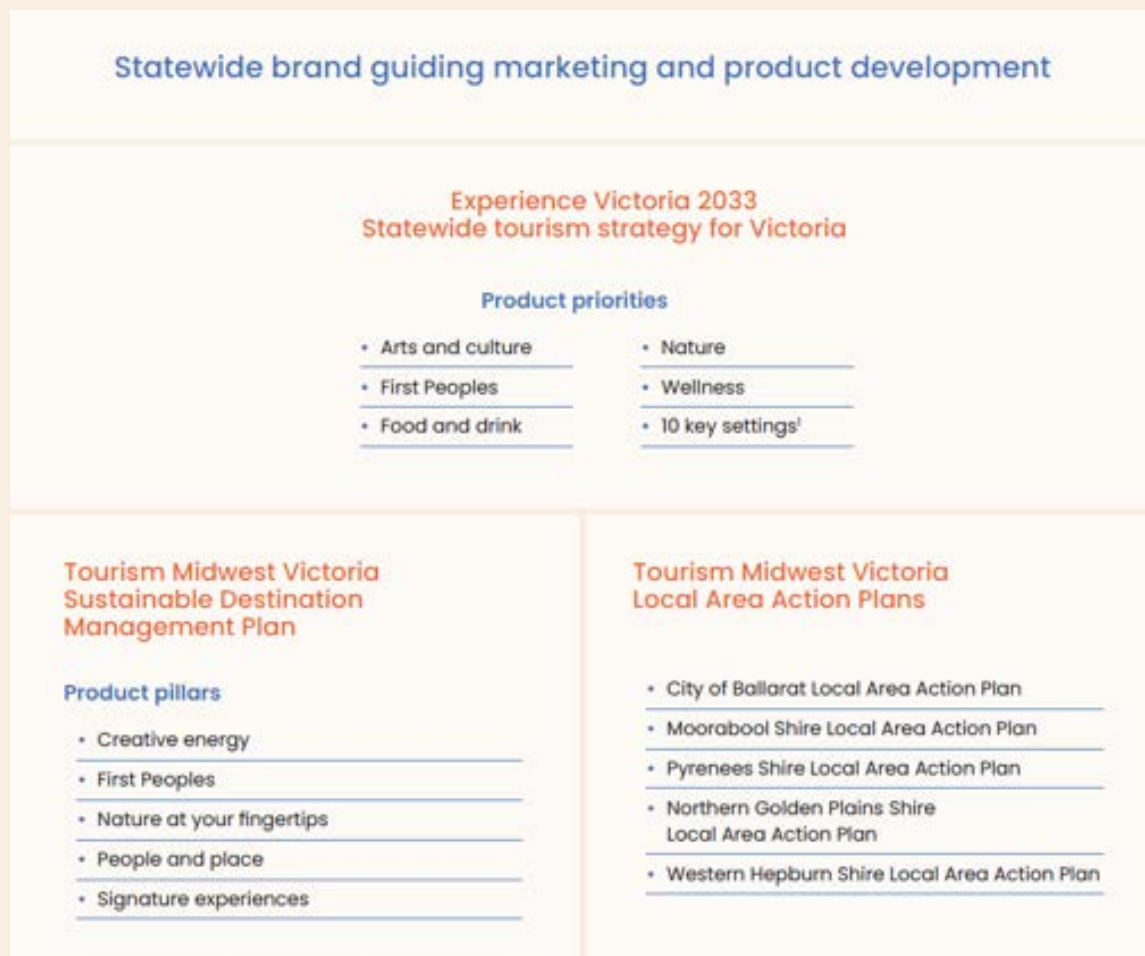 Statewide brand guiding marketing and product development
Experience Victoria 2033
Statewide tourism strategy for Victoria
Product priorities
• Arts and culture
• First Peoples
• Food and drink
• Nature
• Wellness
• 10 key settings¹
Tourism Midwest Victoria
Sustainable Destination
Management Plan
Product pillars
• Creative energy
• First Peoples
• Nature at your fingertips
• People and place
• Signature experiences
Tourism Midwest Victoria
Local Area Action Plans
• City of Ballarat Local Area Action Plan
• Moorabool Shire Local Area Action Plan
• Pyrenees Shire Local Area Action Plan
• Northern Golden Plains Shire
Local Area Action Plan
• Western Hepburn Shire Local Area Action Plan